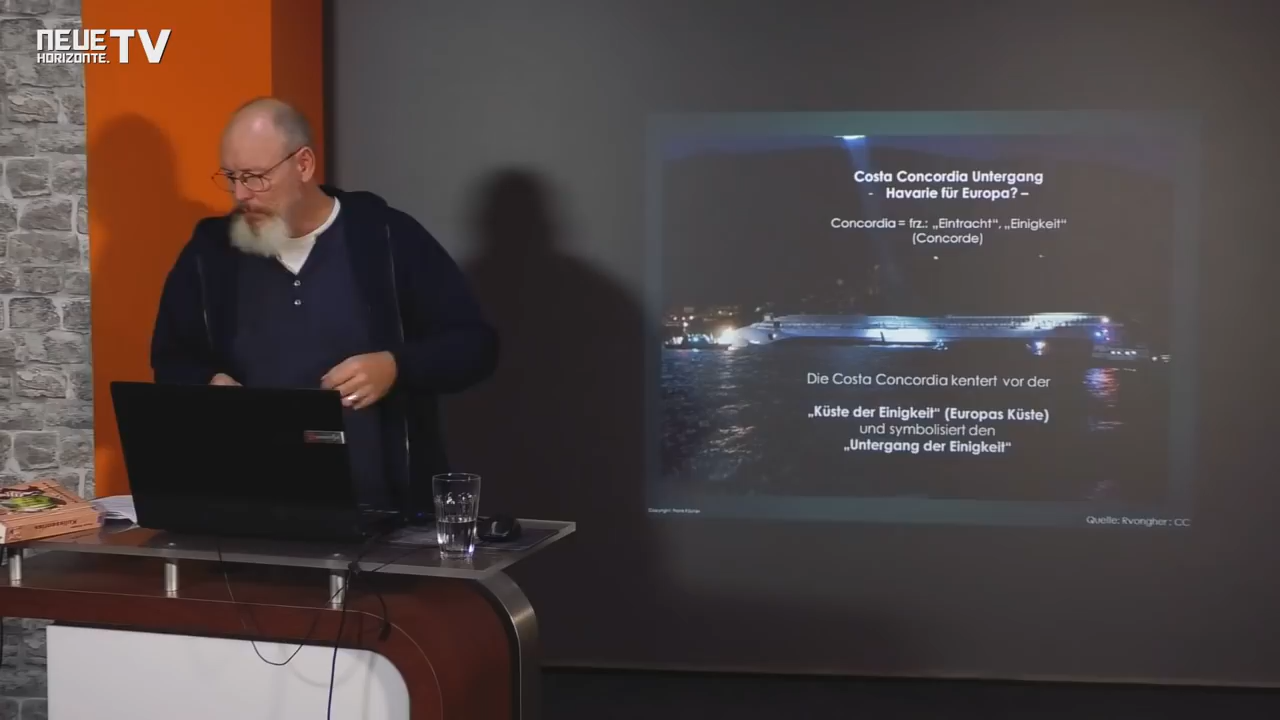 NEUE TV
HORIZONTE.
Costa Concordia Untergang
- Havarie für Europa? –
Concordia = frz.: „Eintracht“, „Einigkeit“
(Concorde)
Die Costa Concordia kentert vor der
„Küste der Einigkeit“ (Europas Küste)
und symbolisiert den
„Untergang der Einigkeit“
Quelle: Rvongher; CC